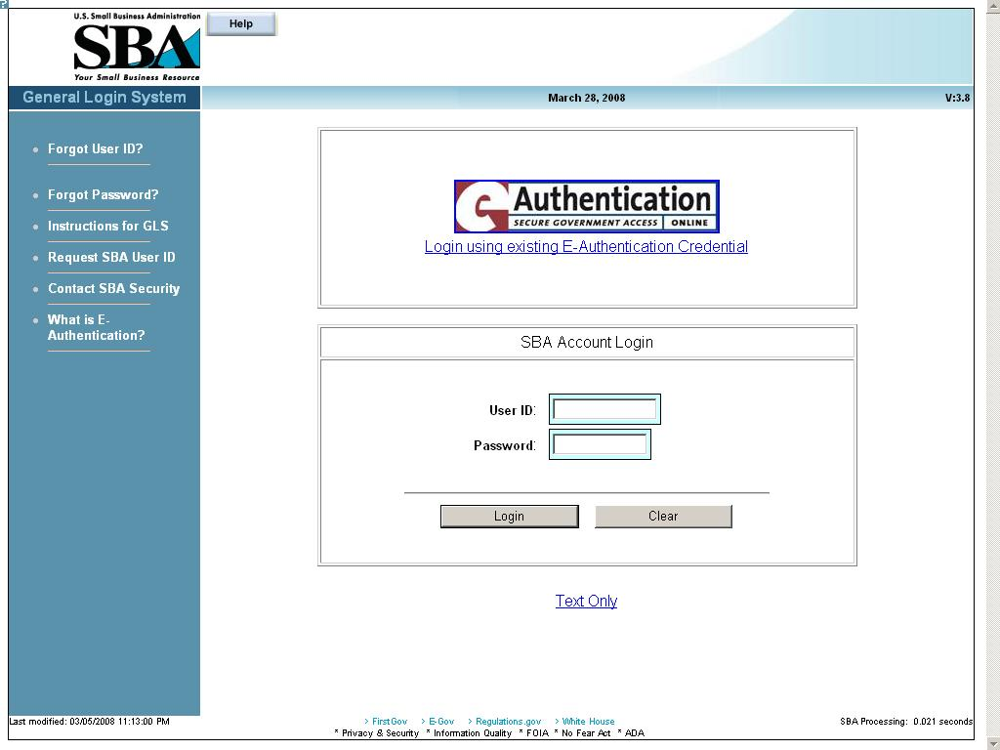 U.S. Small Business Administration
SBA
Your Small Business Resource
Help
General Login System
March 28, 2008
V:3.8
Forgot User ID?
Forgot Password?
Instructions for GLS
Request SBA User ID
Contact SBA Security
What is E-
Authentication?
Authentication
SECURE GOVERNMENT ACCESS | ONLINE
Login using existing E-Authentication Credential
SBA Account Login
User ID:
Password:
Login
Clear
Text Only
Last modified: 03/05/2008 11:13:00 PM
> FirstGov > E-Gov > Regulations.gov > White House
* Privacy & Security * Information Quality * FOIA * No Fear Act * ADA
SBA Processing: 0.021 seconds